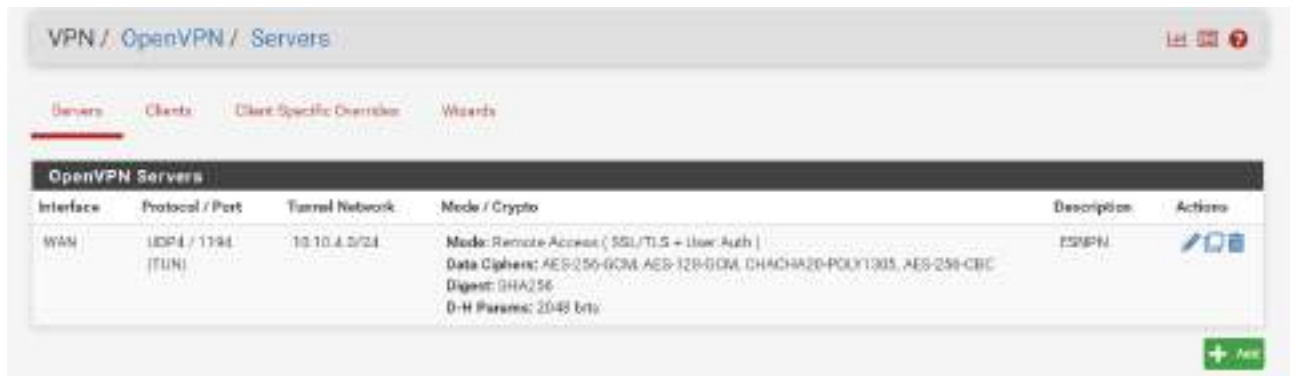 VPN / OpenVPN / Servers
Servers Clients Client Specific Overrides Wizards
OpenVPN Servers
Interface Protocol / Port Tunnel Network Mode / Crypto Description Actions
WAN UDP4 / 1194 (TUN) 10.10.4.0/24 Mode: Remote Access ( SSL/TLS + User Auth )
Data Ciphers: AES-256-GCM, AES-128-GCM, CHACHA20-POLY1305, AES-256-CBC
Digest: SHA256
D-H Params: 2048 bits
Add